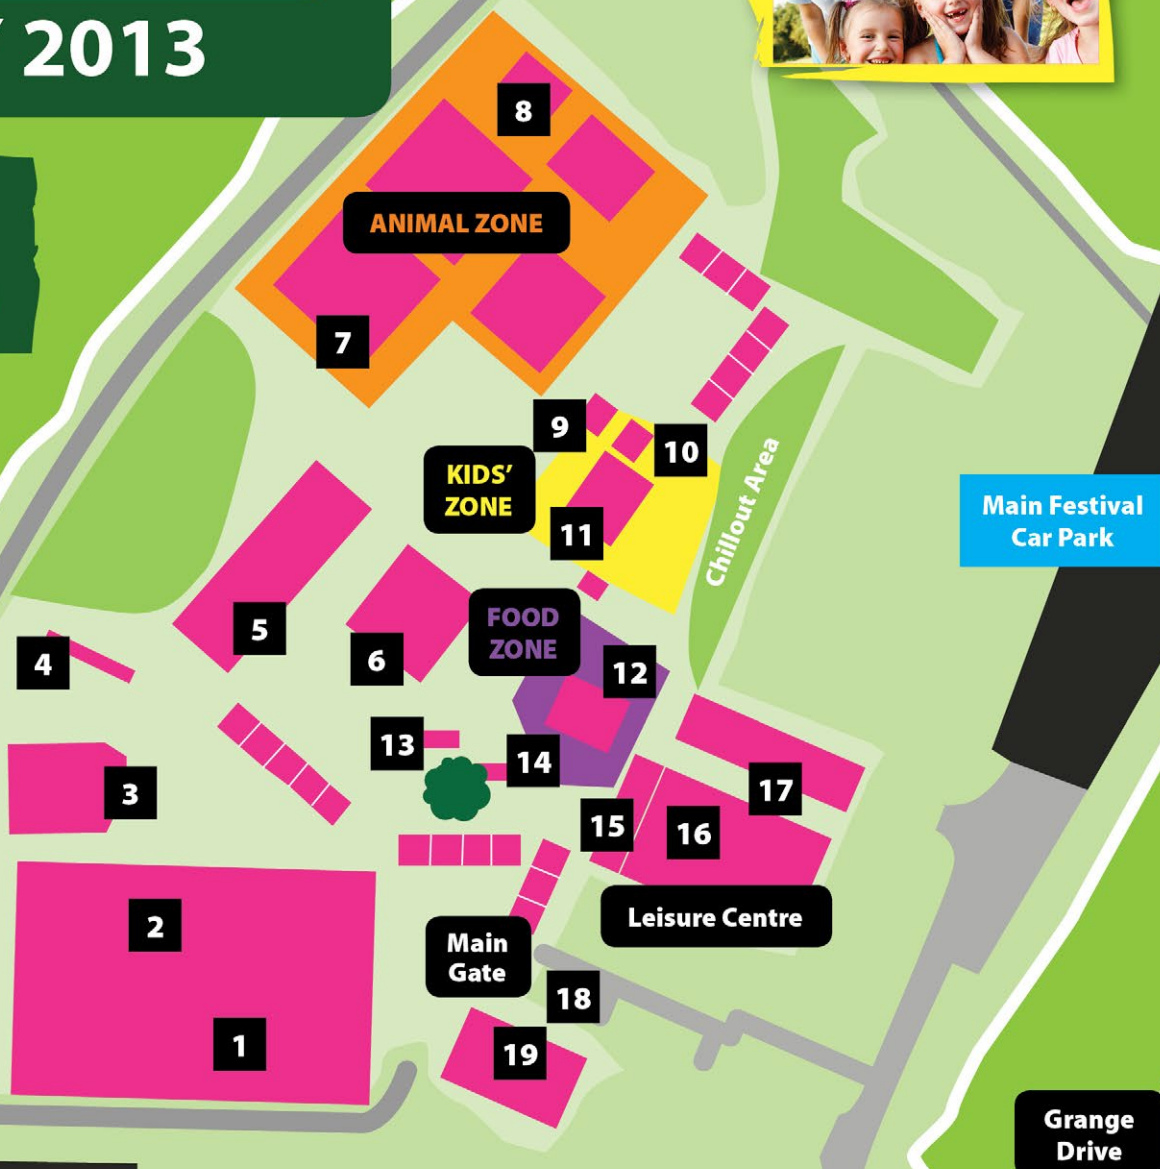 2013
8
ANIMAL ZONE
7
9
10
KIDS’
ZONE
11
Chillout Area
Main Festival
Car Park
5
6
4
FOOD
ZONE
12
13
14
3
17
15
16
2
Leisure Centre
Main
Gate
18
1
19
Grange
Drive